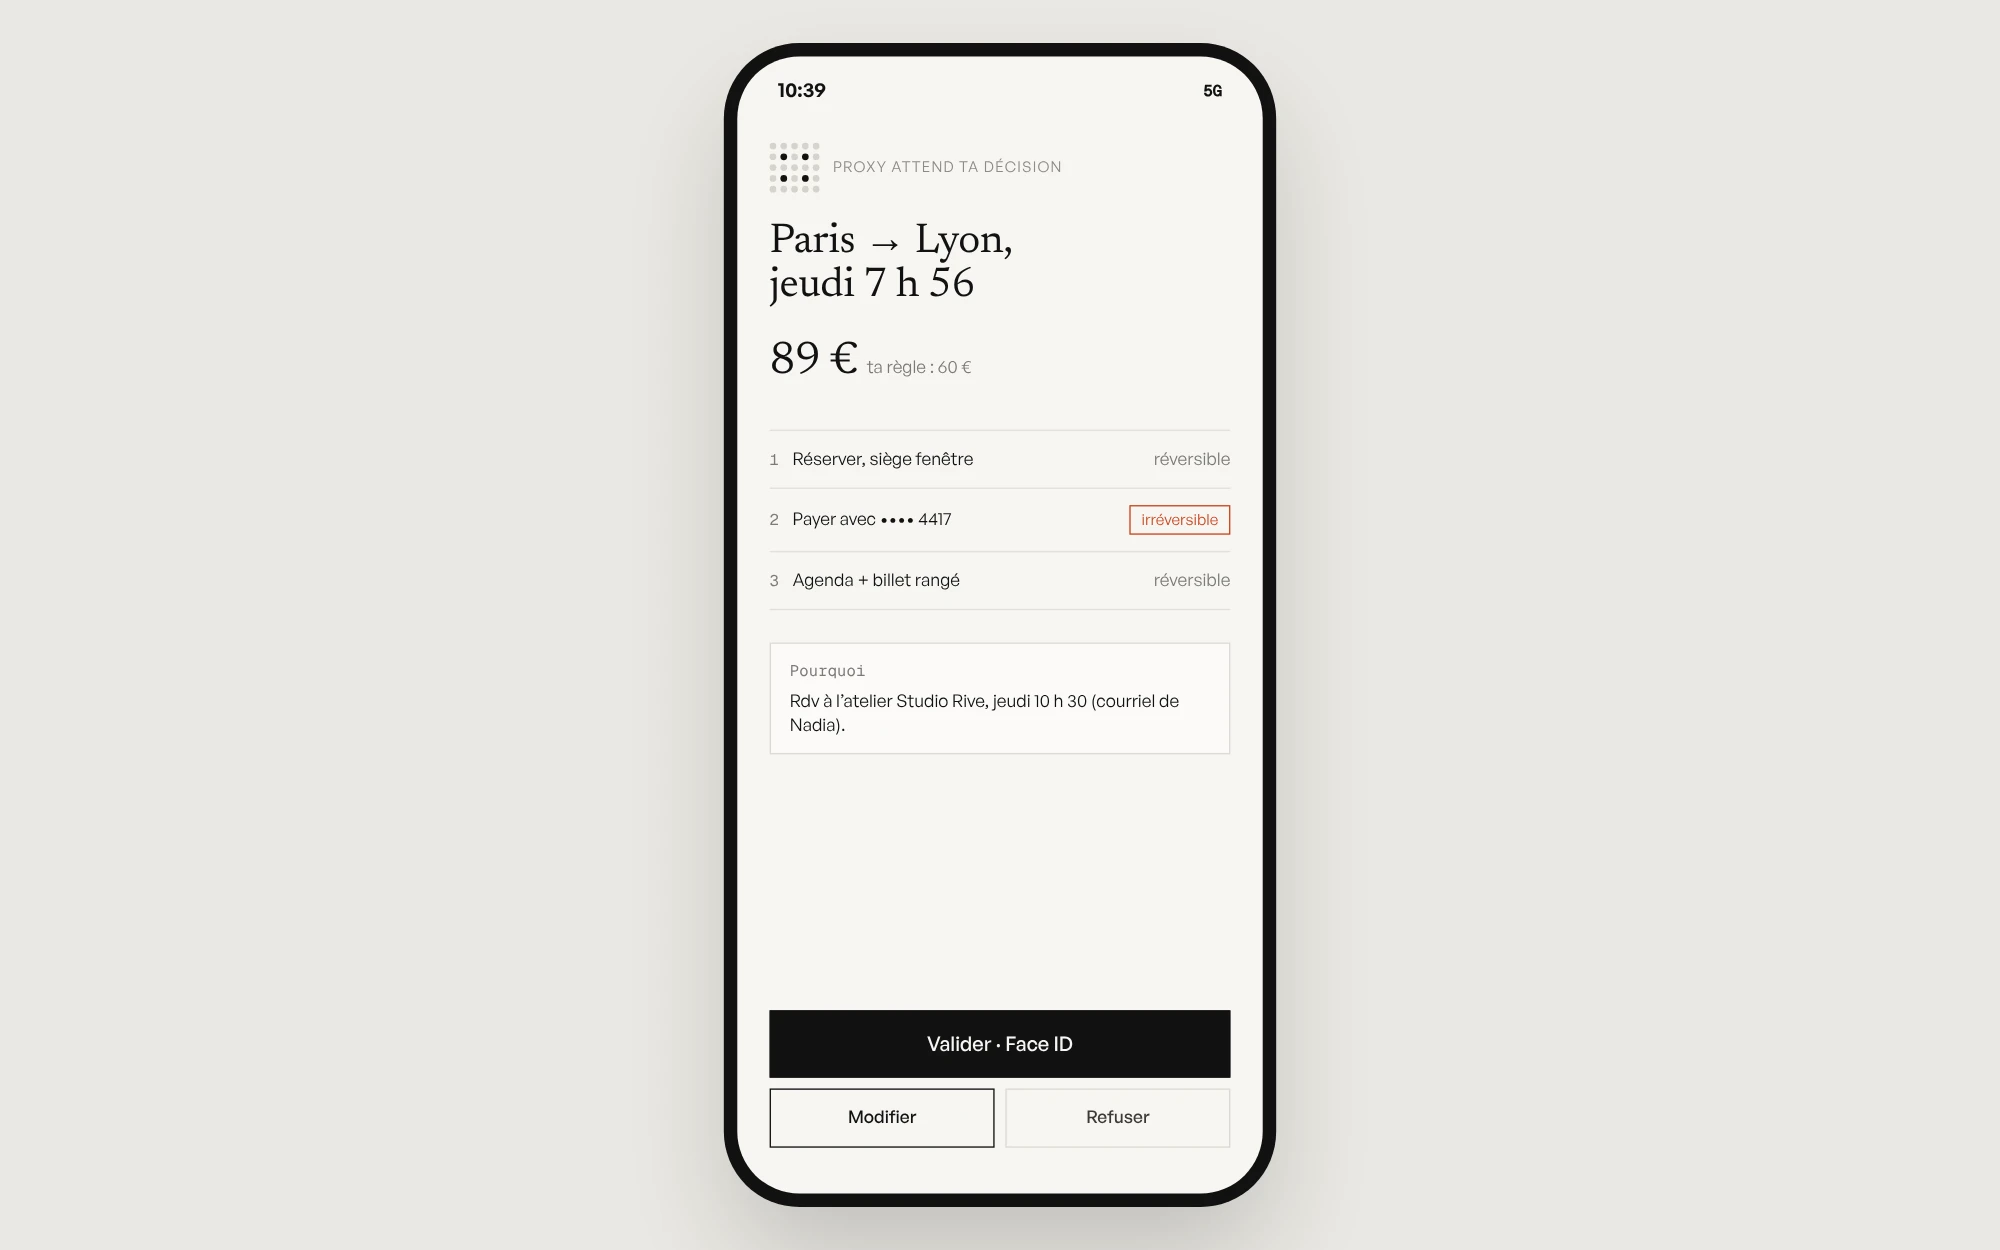 10:39
5G
PROXY ATTEND TA DÉCISION
Paris → Lyon,
jeudi 7 h 56
89 € ta règle : 60 €
1 Réserver, siège fenêtre réversible
2 Payer avec •••• 4417 irréversible
3 Agenda + billet rangé réversible
Pourquoi
Rdv à l’atelier Studio Rive, jeudi 10 h 30 (courriel de
Nadia).
Valider · Face ID
Modifier
Refuser